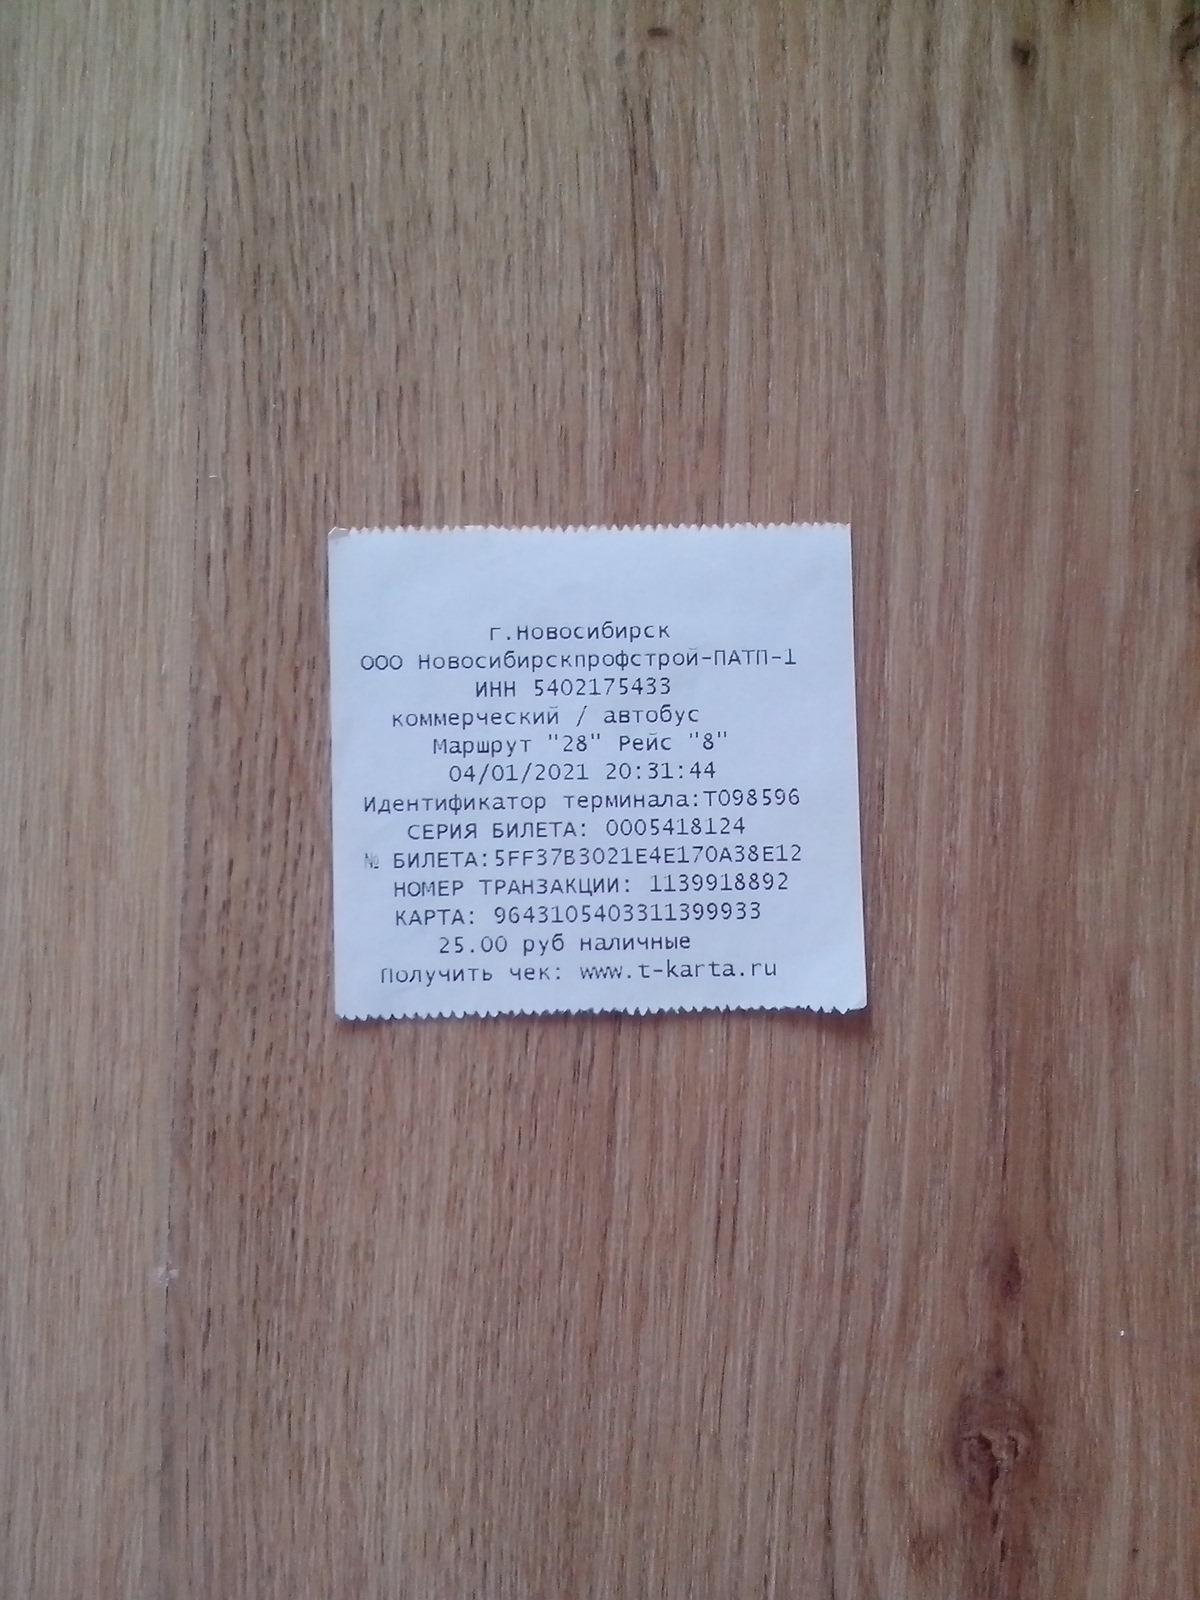 г.Новосибирск
ООО Новосибирскпрофстрой-ПАТП-1
ИНН 5402175433
коммерческий / автобус
Маршрут "28" Рейс "8"
04/01/2021 20:31:44
Идентификатор терминала:T098596
СЕРИЯ БИЛЕТА: 0005418124
№ БИЛЕТА:5FF37B3021E4E170A38E12
НОМЕР ТРАНЗАКЦИИ: 1139918892
КАРТА: 9643105403311399933
25.00 руб наличные
Получить чек: www.t-karta.ru